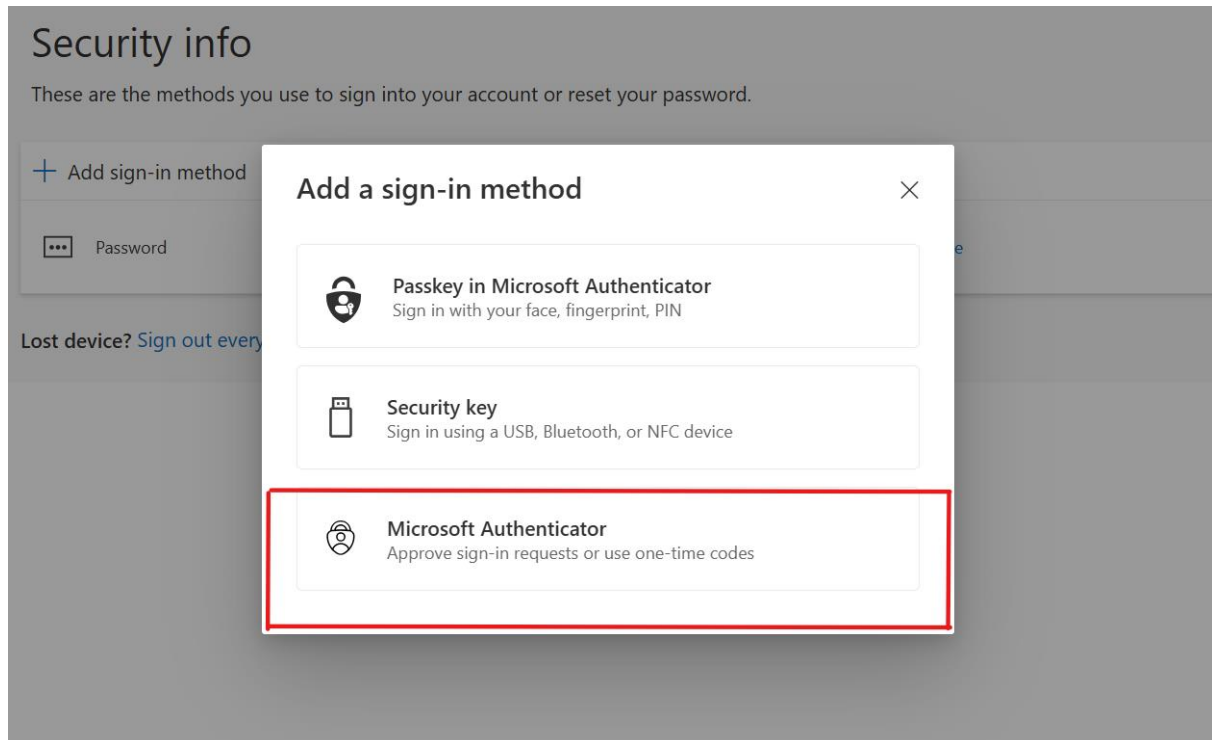 Security info
These are the methods you use to sign into your account or reset your password.
Add sign-in method
Password
e
Lost device? Sign out every
Add a sign-in method
Passkey in Microsoft Authenticator
Sign in with your face, fingerprint, PIN
Security key
Sign in using a USB, Bluetooth, or NFC device
Microsoft Authenticator
Approve sign-in requests or use one-time codes